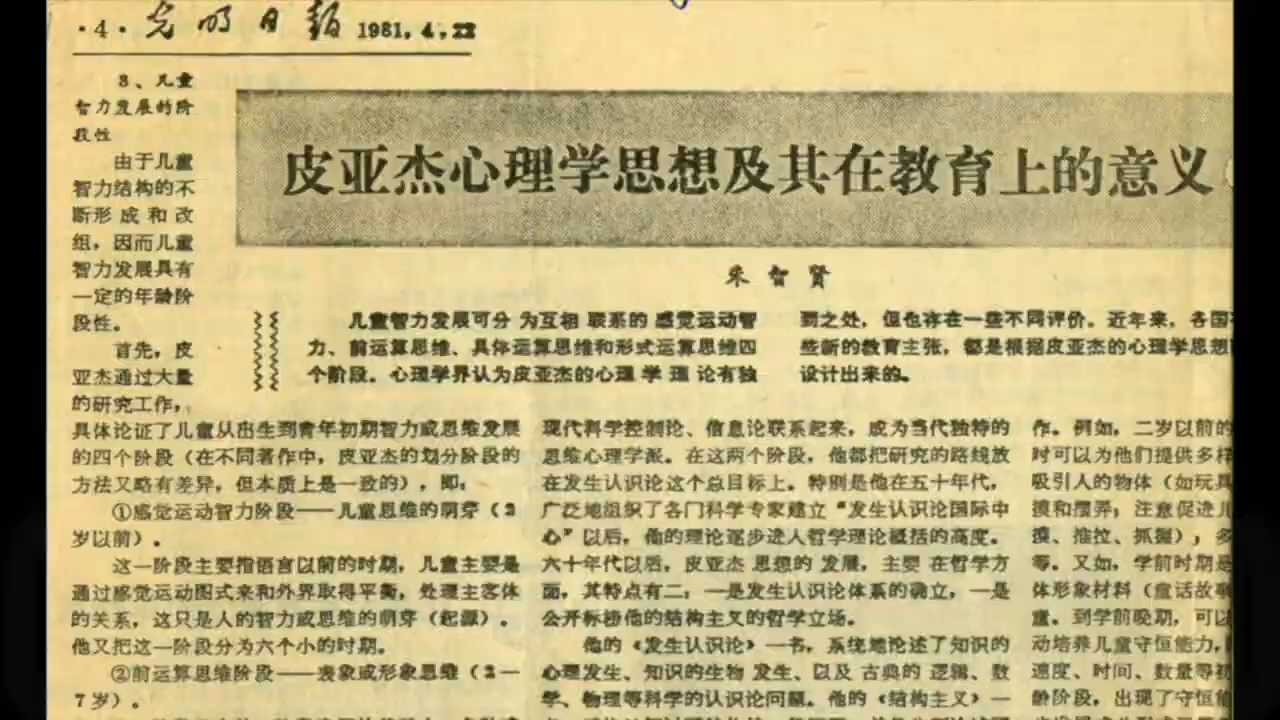 ·4· 光明日报 1981.4.22
皮亚杰心理学思想及其在教育上的意义
朱智贤
儿童智力发展可分为互相联系的感觉运动智
力、前运算思维、具体运算思维和形式运算思维四
个阶段。心理学界认为皮亚杰的心理学理论有独
到之处，但也存在一些不同评价。近年来，各国
些新的教育主张，都是根据皮亚杰的心理学思想
设计出来的。
3、儿童
智力发展的阶
段性
由于儿童
智力结构的不
断形成和改
组，因而儿童
智力发展具有
一定的年龄阶
段性。
首先，皮
亚杰通过大量
的研究工作，
具体论证了儿童从出生到青年初期智力或思维发展
的四个阶段（在不同著作中，皮亚杰的划分阶段的
方法又略有差异，但本质上是一致的），即：
①感觉运动智力阶段——儿童思维的萌芽（2
岁以前）。
这一阶段主要指语言以前的时期，儿童主要是
通过感觉运动图式来和外界取得平衡，处理主客体
的关系，这只是人的智力或思维的萌芽（起源）。
他又把这一阶段分为六个小的时期。
②前运算思维阶段——表象或形象思维（2—
7岁）。
现代科学控制论、信息论联系起来，成为当代独特的
思维心理学派。在这两个阶段，他都把研究的路线放
在发生认识论这个总目标上。特别是他在五十年代，
广泛地组织了各门科学专家建立“发生认识论国际中
心”以后，他的理论逐步进入哲学理论概括的高度。
六十年代以后，皮亚杰思想的发展，主要在哲学方
面，其特点有二，一是发生认识论体系的确立，一是
公开标榜他的结构主义的哲学立场。
他的《发生认识论》一书，系统地论述了知识的
心理发生、知识的生物发生、以及古典的逻辑、数
学、物理等科学的认识论问题。他的《结构主义》一
作。例如，二岁以前的
时可以为他们提供多样
吸引人的物体（如玩具
摸和摆弄；注意促进儿
摸、推拉、抓握），多
等。又如，学前时期是
体形象材料（童话故事
童。到学前晚期，可以
动培养儿童守恒能力，
速度、时间、数量等初
龄阶段，出现了守恒能